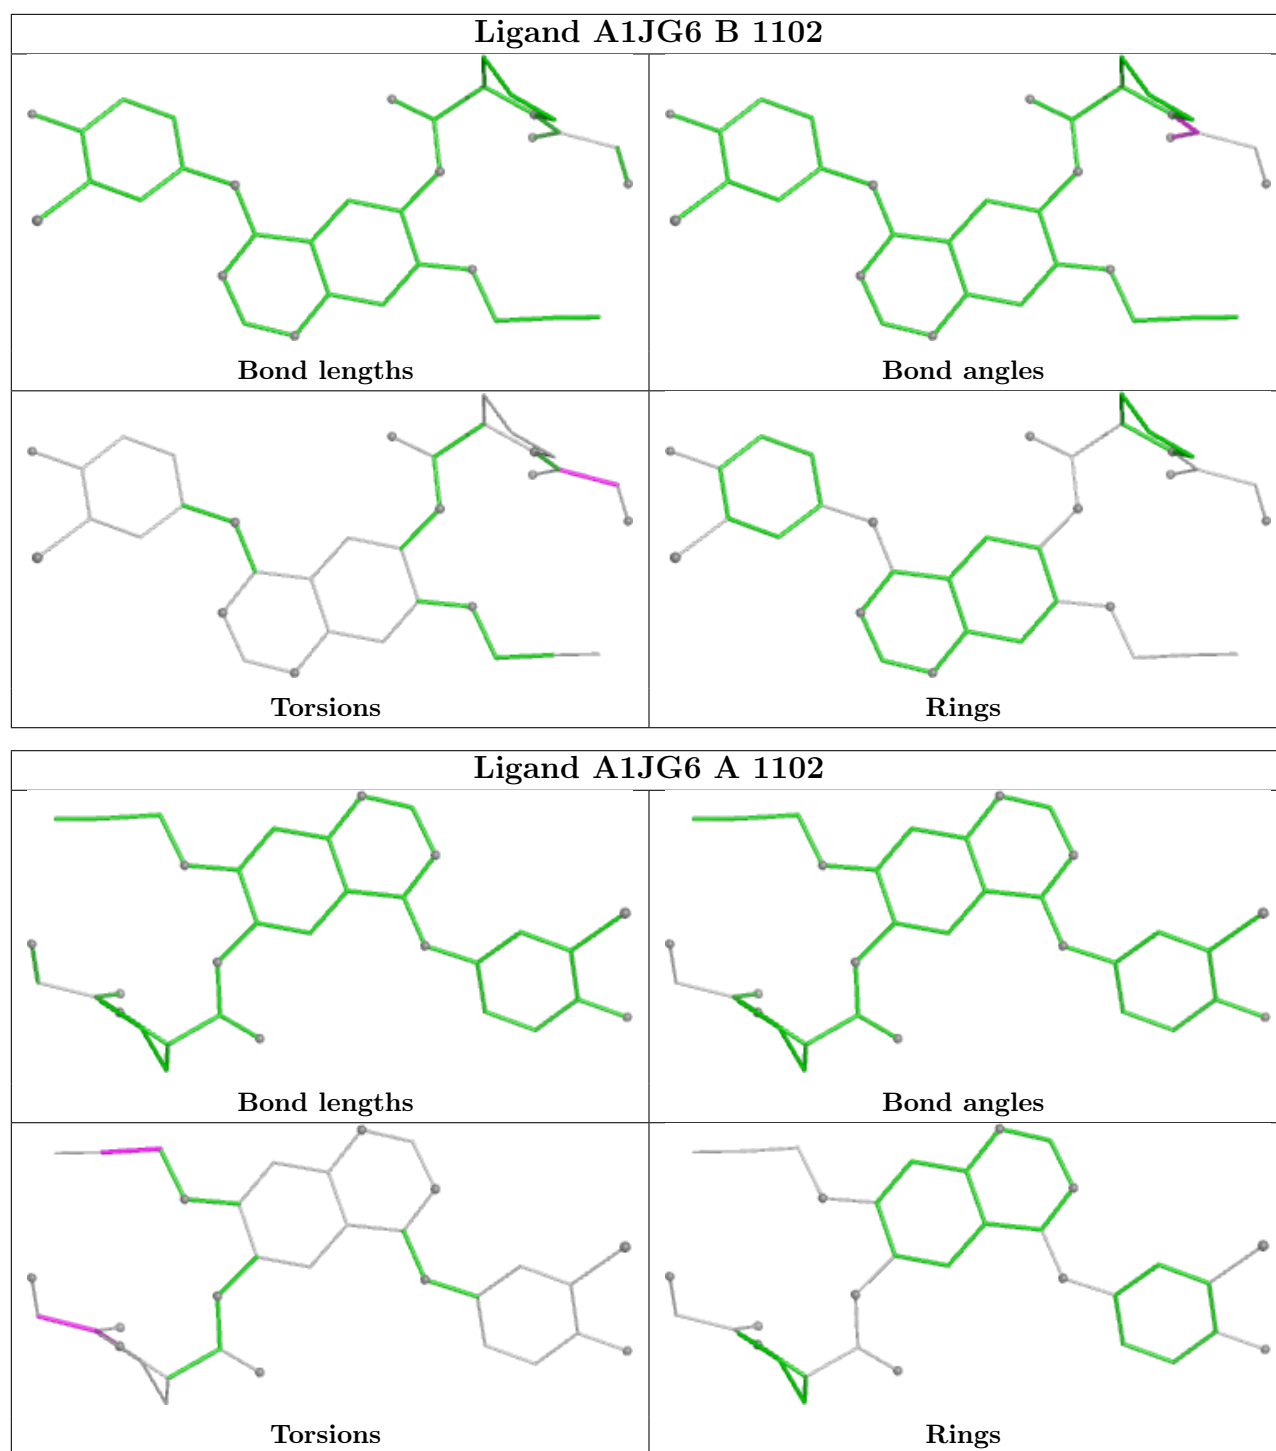 Ligand A1JG6 B 1102
Bond lengths
Bond angles
Torsions
Rings
Ligand A1JG6 A 1102
Bond lengths
Bond angles
Torsions
Rings